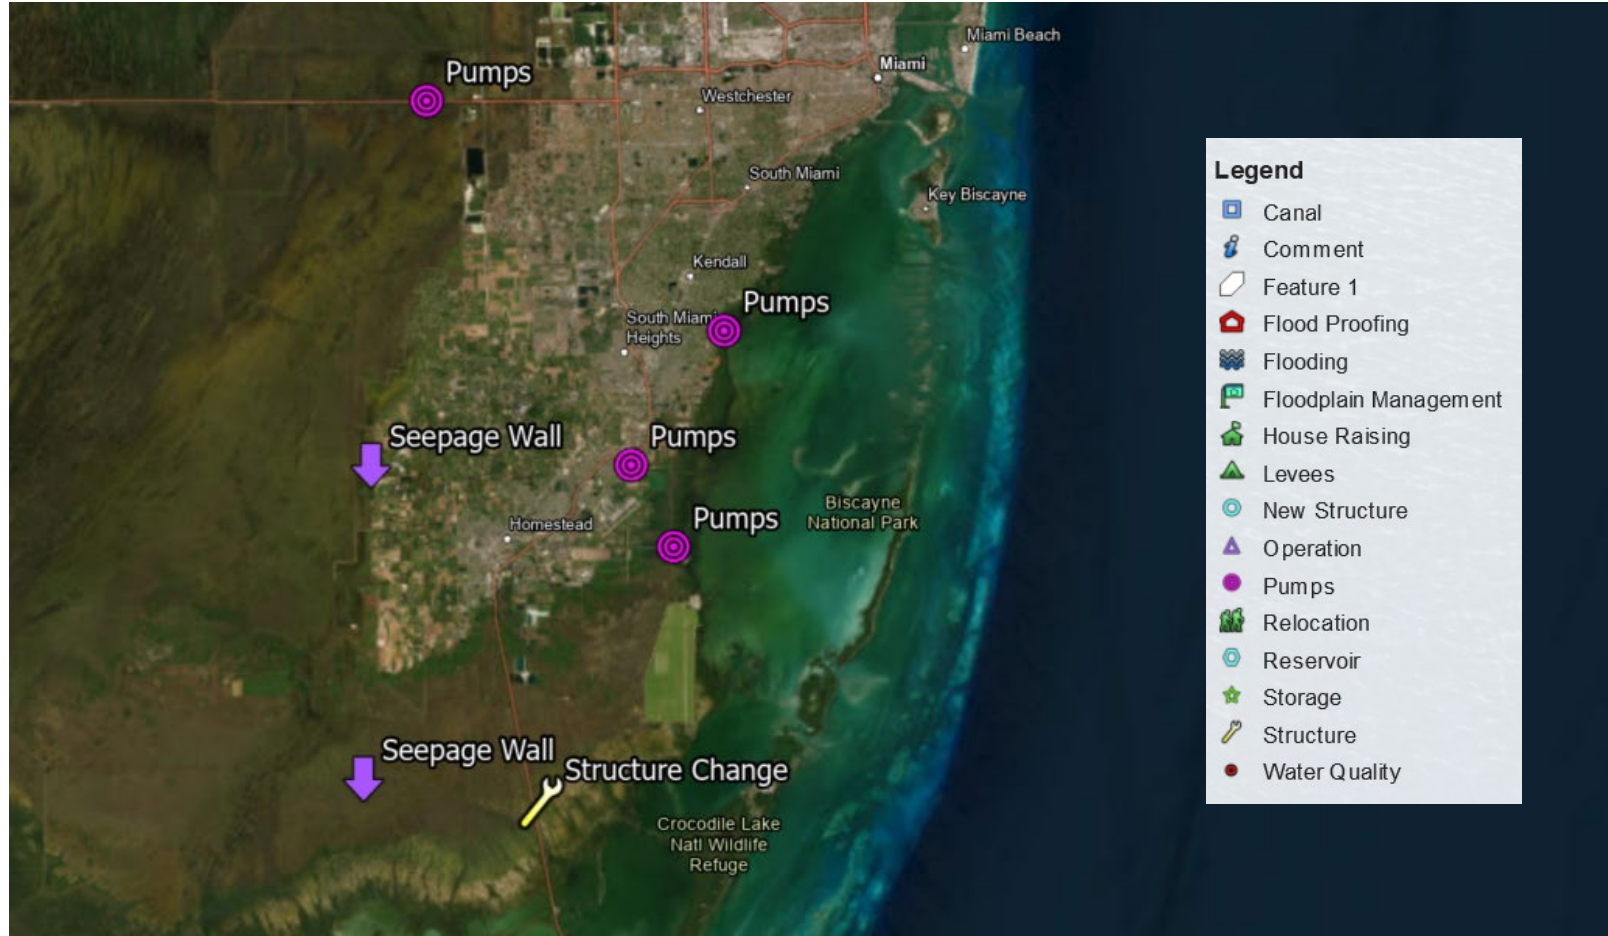 Miami Beach
Pumps
Miami
Westchester
South Miami
Key Biscayne
Kendall
Pumps
South Miami
Heights
Seepage Wall
Pumps
Biscayne
National Park
Pumps
Homestead
Seepage Wall
Structure Change
Crocodile Lake
Natl Wildlife
Refuge
Legend
Canal
Comment
Feature 1
Flood Proofing
Flooding
Floodplain Management
House Raising
Levees
New Structure
Operation
Pumps
Relocation
Reservoir
Storage
Structure
Water Quality